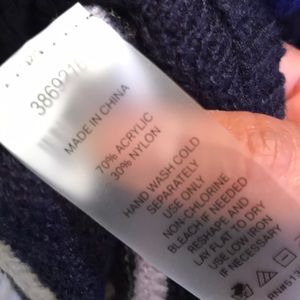 MADE IN CHINA
70% ACRYLIC
30% NYLON
HAND WASH COLD
SEPARATELY
USE ONLY
NON-CHLORINE
BLEACH IF NEEDED
RESHAPE AND
LAY FLAT TO DRY
USE LOW IRON
IF NECESSARY